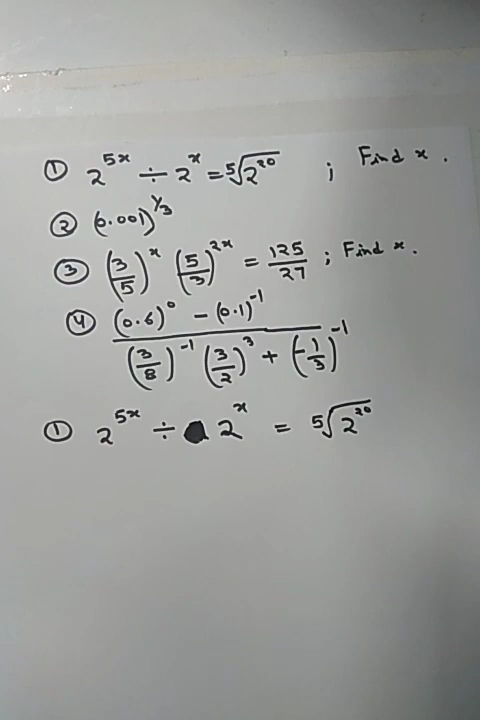 ① 2^(5x) ÷ 2^x = ⁵√(2^20) ; Find x.
② (0.001)^(1/3)
③ (3/5)^x (5/3)^(2x) = 125/27 ; Find x.
④ ((0.6)^0 - (0.1)^(-1)) / ((3/8)^(-1) (3/2)^3 + (-1/3)^(-1))
① 2^(5x) ÷ 2^x = ⁵√(2^20)